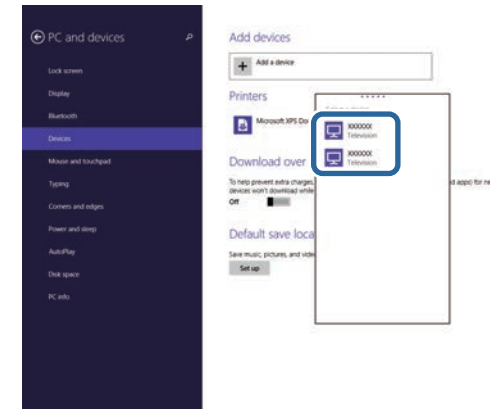 PC and devices
Lock screen
Display
Bluetooth
Devices
Mouse and touchpad
Typing
Corners and edges
Power and sleep
AutoPlay
Disk space
PC info
Add devices
Add a device
Printers
Microsoft XPS Do
Download over
To help prevent extra charges,
d apps) for ne
devices won't download while
Off
Default save loca
Save music, pictures, and vide
Set up
XXXXXX
Television
XXXXXX
Television